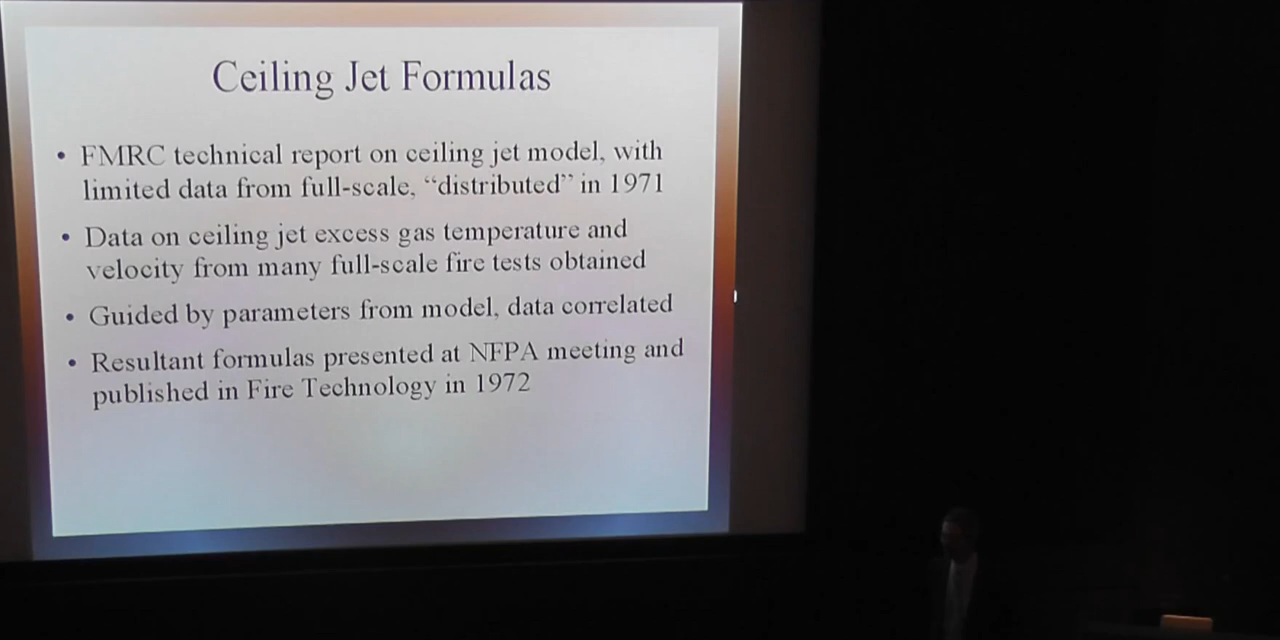 Ceiling Jet Formulas
• FMRC technical report on ceiling jet model, with
limited data from full-scale, “distributed” in 1971
• Data on ceiling jet excess gas temperature and
velocity from many full-scale fire tests obtained
• Guided by parameters from model, data correlated
• Resultant formulas presented at NFPA meeting and
published in Fire Technology in 1972